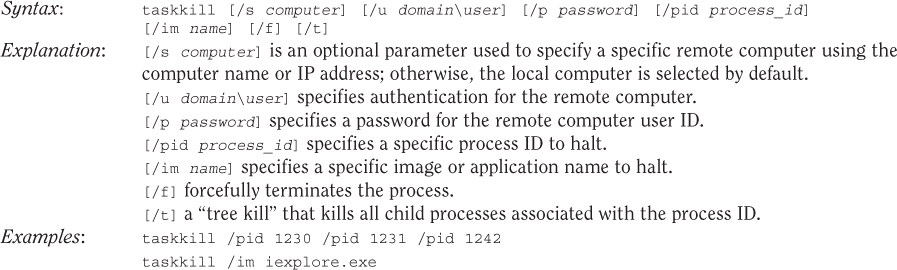 Syntax: taskkill [/s computer] [/u domain\user] [/p password] [/pid process_id]
[/im name] [/f] [/t]
Explanation: [/s computer] is an optional parameter used to specify a specific remote computer using the
computer name or IP address; otherwise, the local computer is selected by default.
[/u domain\user] specifies authentication for the remote computer.
[/p password] specifies a password for the remote computer user ID.
[/pid process_id] specifies a specific process ID to halt.
[/im name] specifies a specific image or application name to halt.
[/f] forcefully terminates the process.
[/t] a “tree kill” that kills all child processes associated with the process ID.
Examples: taskkill /pid 1230 /pid 1231 /pid 1242
taskkill /im iexplore.exe